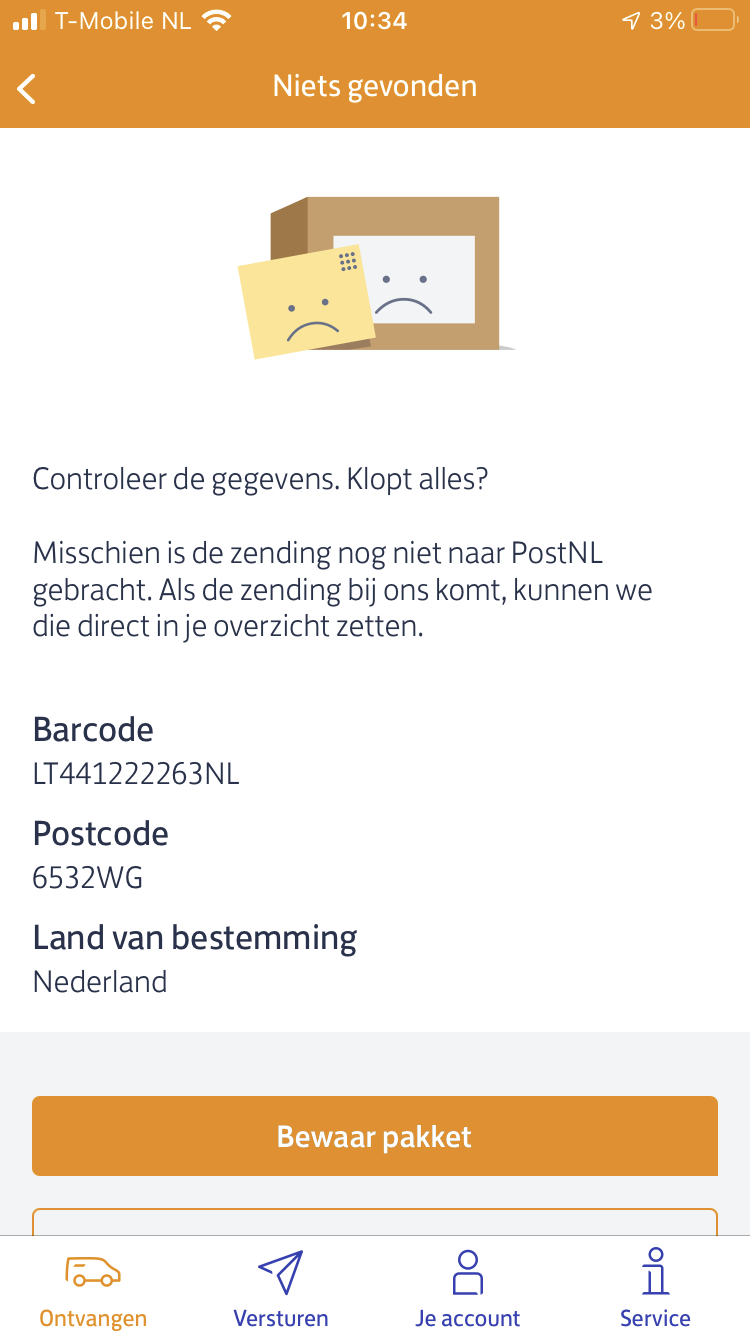 T-Mobile NL 10:34 3%
Niets gevonden
Controleer de gegevens. Klopt alles?
Misschien is de zending nog niet naar PostNL
gebracht. Als de zending bij ons komt, kunnen we
die direct in je overzicht zetten.
Barcode
LT441222263NL
Postcode
6532WG
Land van bestemming
Nederland
Bewaar pakket
Ontvangen Versturen Je account Service